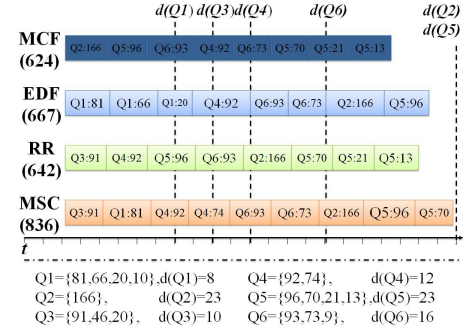 d(Q1) d(Q3) d(Q4) d(Q6) d(Q2)
d(Q5)
MCF
(624)
Q2:166 Q5:96 Q6:93 Q4:92 Q6:73 Q5:70 Q5:21 Q5:13
EDF
(667)
Q1:81 Q1:66 Q1:20 Q4:92 Q6:93 Q6:73 Q2:166 Q5:96
RR
(642)
Q3:91 Q4:92 Q5:96 Q6:93 Q2:166 Q5:70 Q5:21 Q5:13
MSC
(836)
Q3:91 Q1:81 Q4:92 Q4:74 Q6:93 Q6:73 Q2:166 Q5:96 Q5:70
t
Q1={81,66,20,10},d(Q1)=8 Q4={92,74}, d(Q4)=12
Q2={166}, d(Q2)=23 Q5={96,70,21,13},d(Q5)=23
Q3={91,46,20}, d(Q3)=10 Q6={93,73,9}, d(Q6)=16